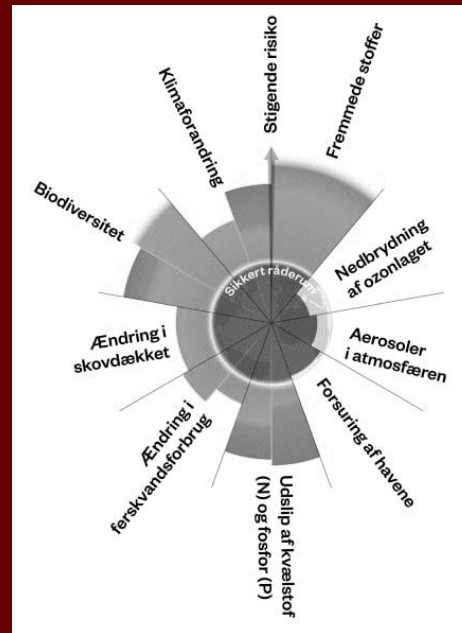 Stigende risiko
Fremmede stoffer
Nedbrydning
af ozonlaget
Aerosoler
i atmosfæren
Forsuring af havene
Udslip af kvælstof
(N) og fosfor (P)
Ændring i
ferskvandsforbrug
Ændring i
skovdækket
Biodiversitet
Klimaforandring
Sikkert råderum